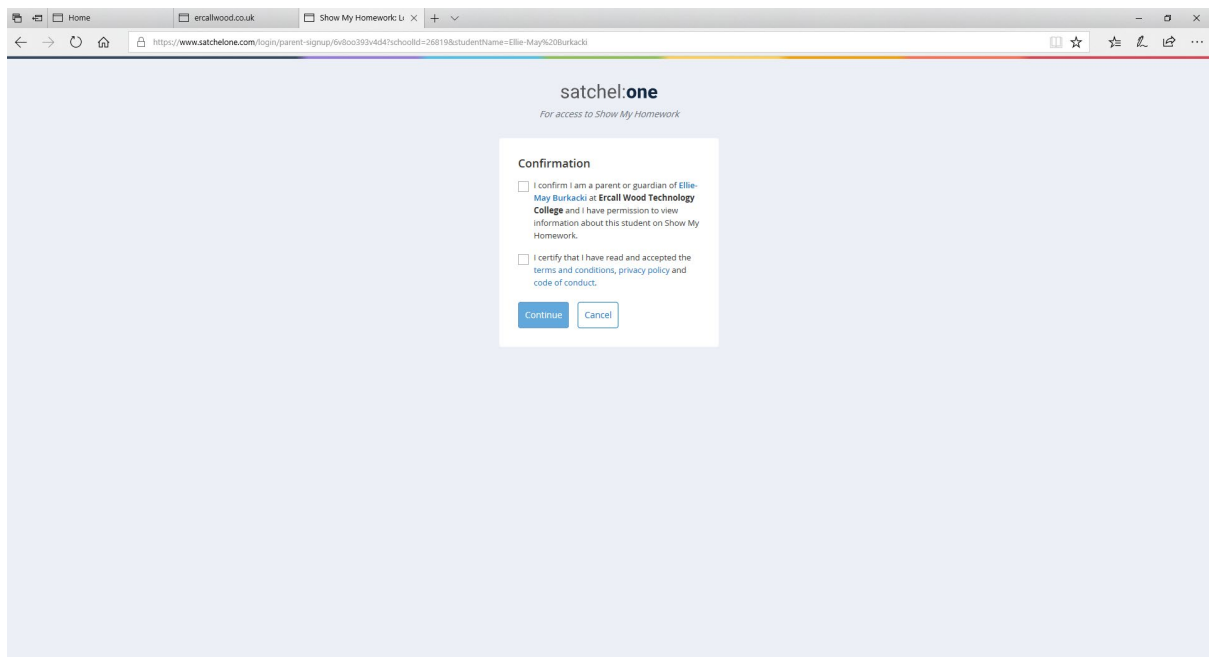 Home
ercallwood.co.uk
Show My Homework: Lo
https://www.satchelone.com/login/parent-signup/6v8oo393v4d4?schoolId=26819&studentName=Ellie-May%20Burkacki
satchel:one
For access to Show My Homework
Confirmation
I confirm I am a parent or guardian of Ellie-
May Burkacki at Ercall Wood Technology
College and I have permission to view
information about this student on Show My
Homework.
I certify that I have read and accepted the
terms and conditions, privacy policy and
code of conduct.
Continue
Cancel